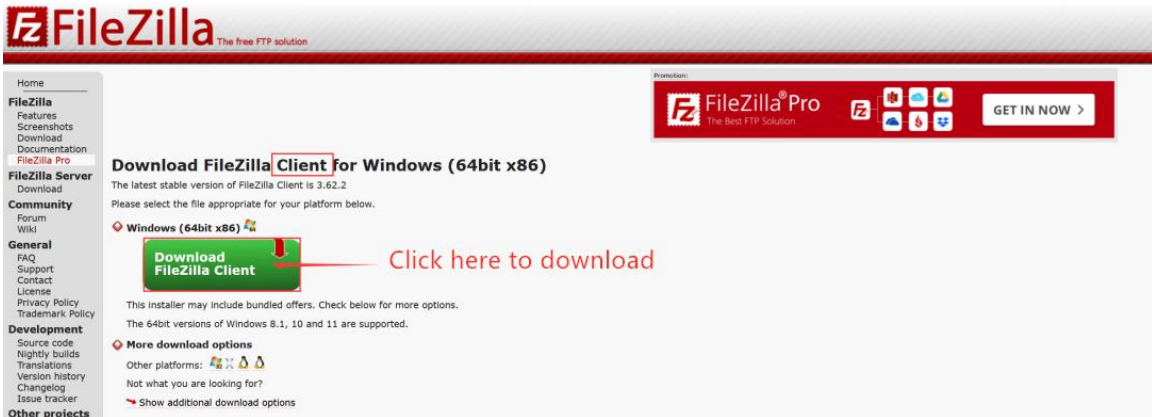 FileZilla The free FTP solution
Home
FileZilla
Features
Screenshots
Download
Documentation
FileZilla Pro
FileZilla Server
Download
Community
Forum
Wiki
General
FAQ
Support
Contact
License
Privacy Policy
Trademark Policy
Development
Source code
Nightly builds
Translations
Version history
Changelog
Issue tracker
Other projects
Promotion:
FileZilla® Pro
The Best FTP Solution
GET IN NOW >
Download FileZilla Client for Windows (64bit x86)
The latest stable version of FileZilla Client is 3.62.2
Please select the file appropriate for your platform below.
Windows (64bit x86)
Download
FileZilla Client
Click here to download
This installer may include bundled offers. Check below for more options.
The 64bit versions of Windows 8.1, 10 and 11 are supported.
More download options
Other platforms:
Not what you are looking for?
Show additional download options